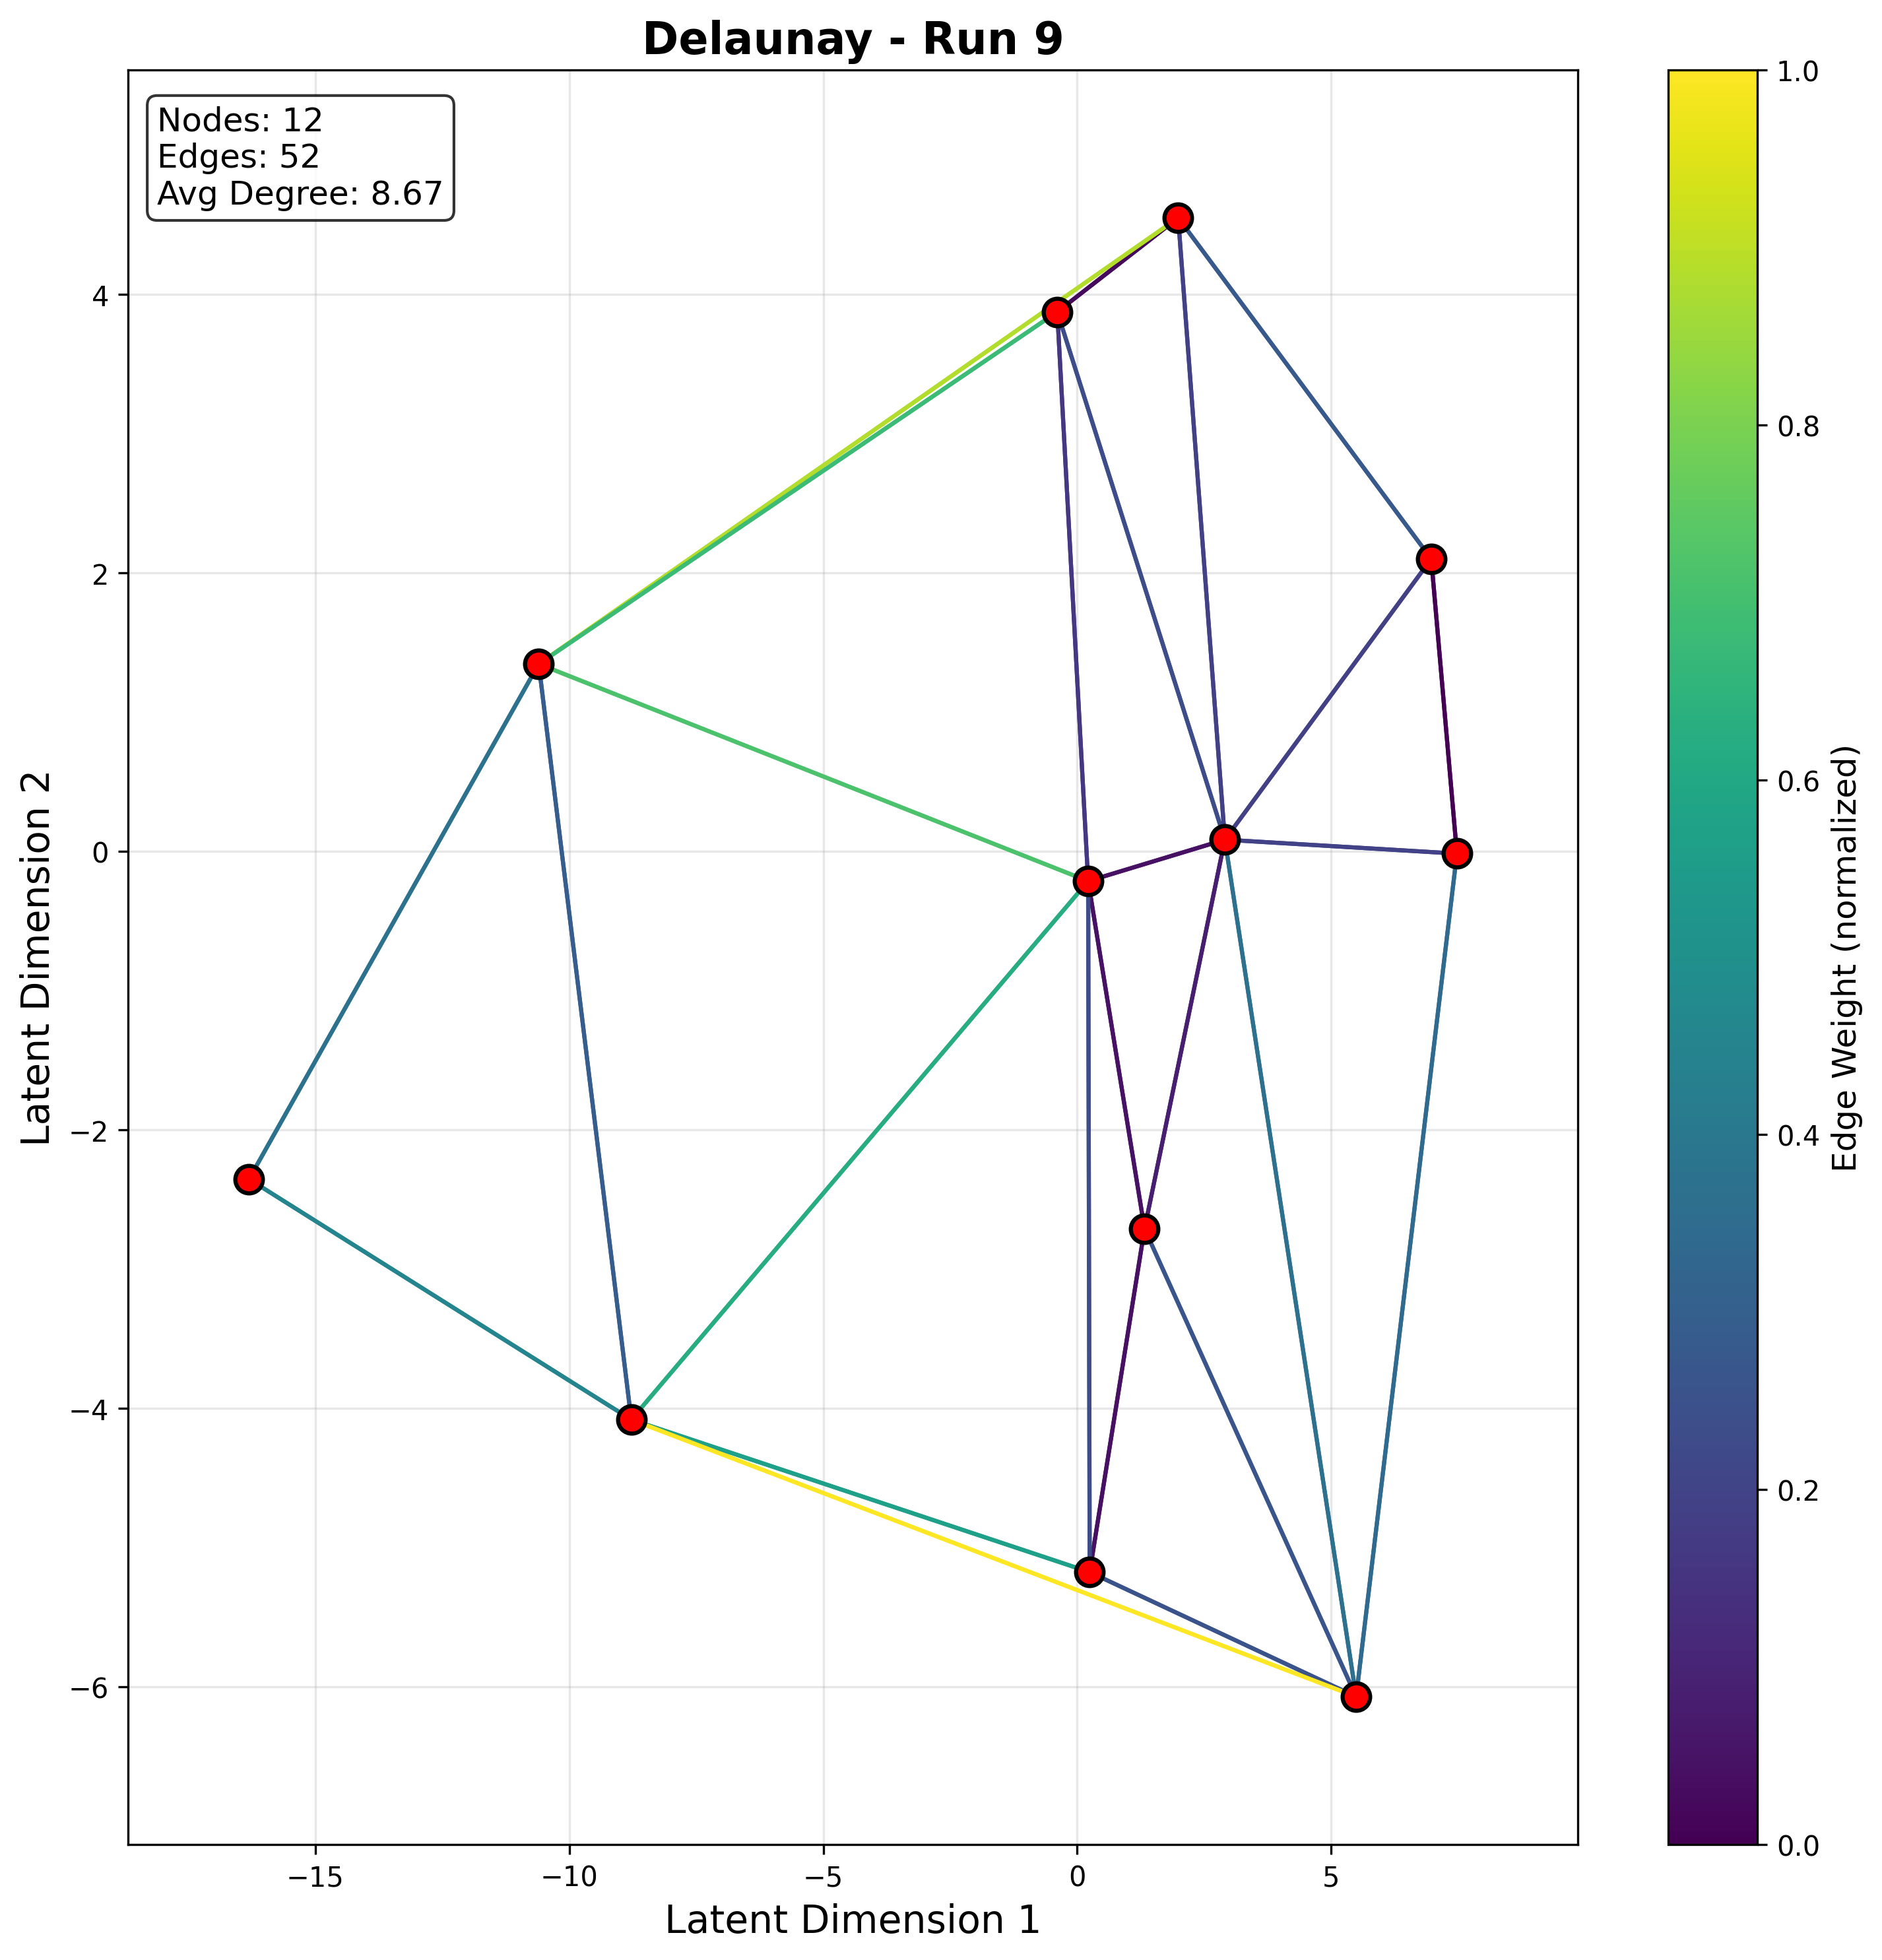 Delaunay - Run 9
Nodes: 12
Edges: 52
Avg Degree: 8.67
4
2
0
−2
−4
−6
Latent Dimension 2
−15
−10
−5
0
5
Latent Dimension 1
1.0
0.8
0.6
0.4
0.2
0.0
Edge Weight (normalized)